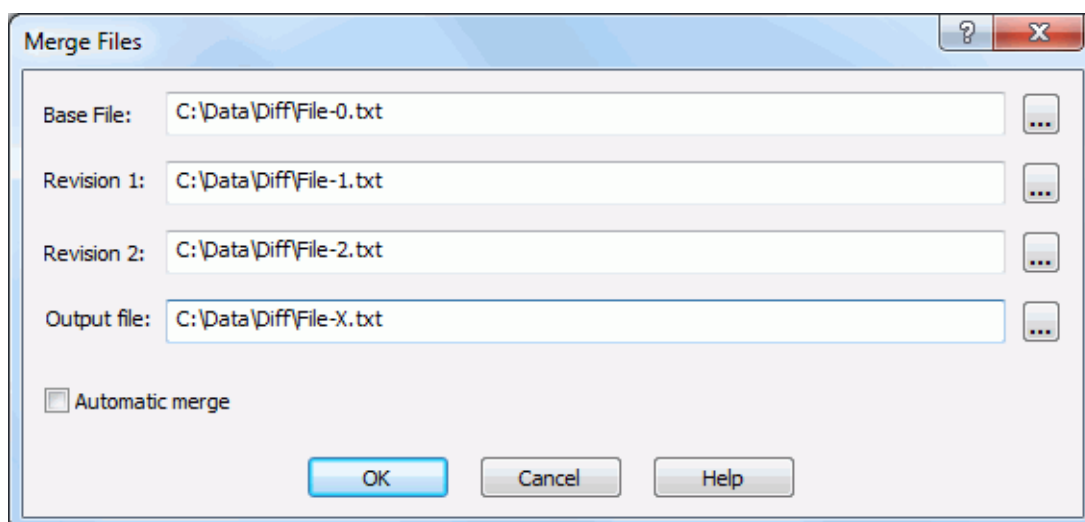 Merge Files
Base File: C:\Data\Diff\File-0.txt ...
Revision 1: C:\Data\Diff\File-1.txt ...
Revision 2: C:\Data\Diff\File-2.txt ...
Output file: C:\Data\Diff\File-X.txt ...
Automatic merge
OK Cancel Help